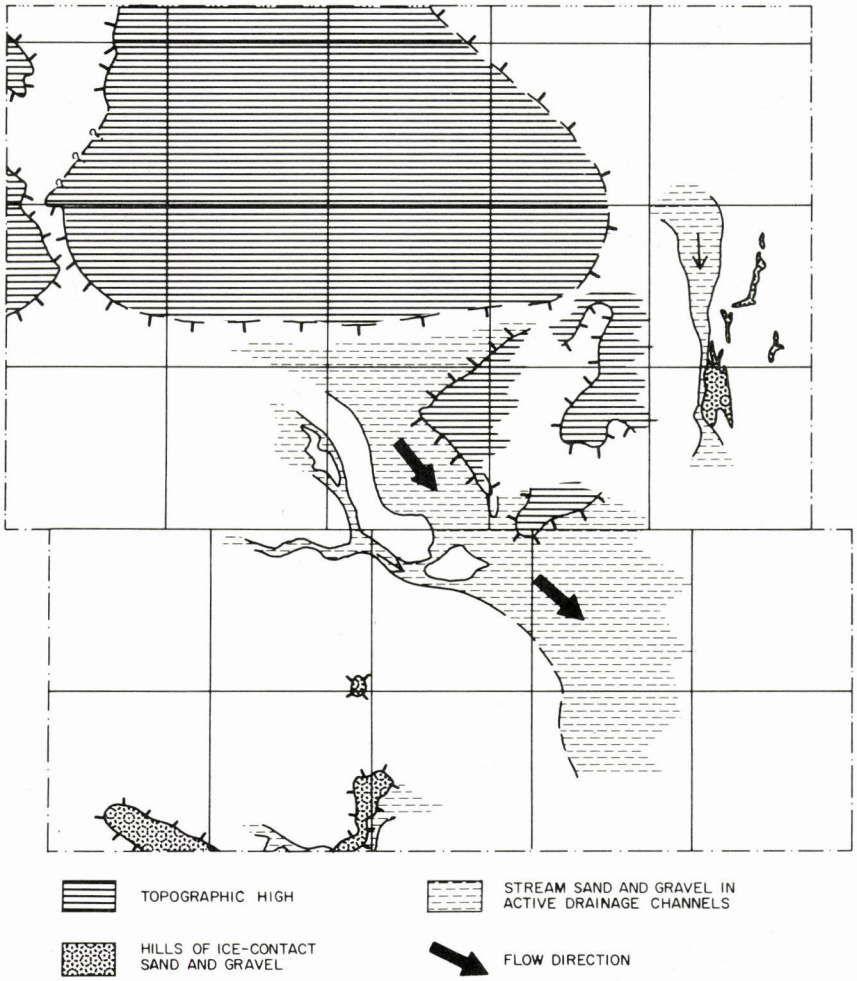 TOPOGRAPHIC HIGH
STREAM SAND AND GRAVEL IN
ACTIVE DRAINAGE CHANNELS
HILLS OF ICE-CONTACT
SAND AND GRAVEL
FLOW DIRECTION
? 
?
?